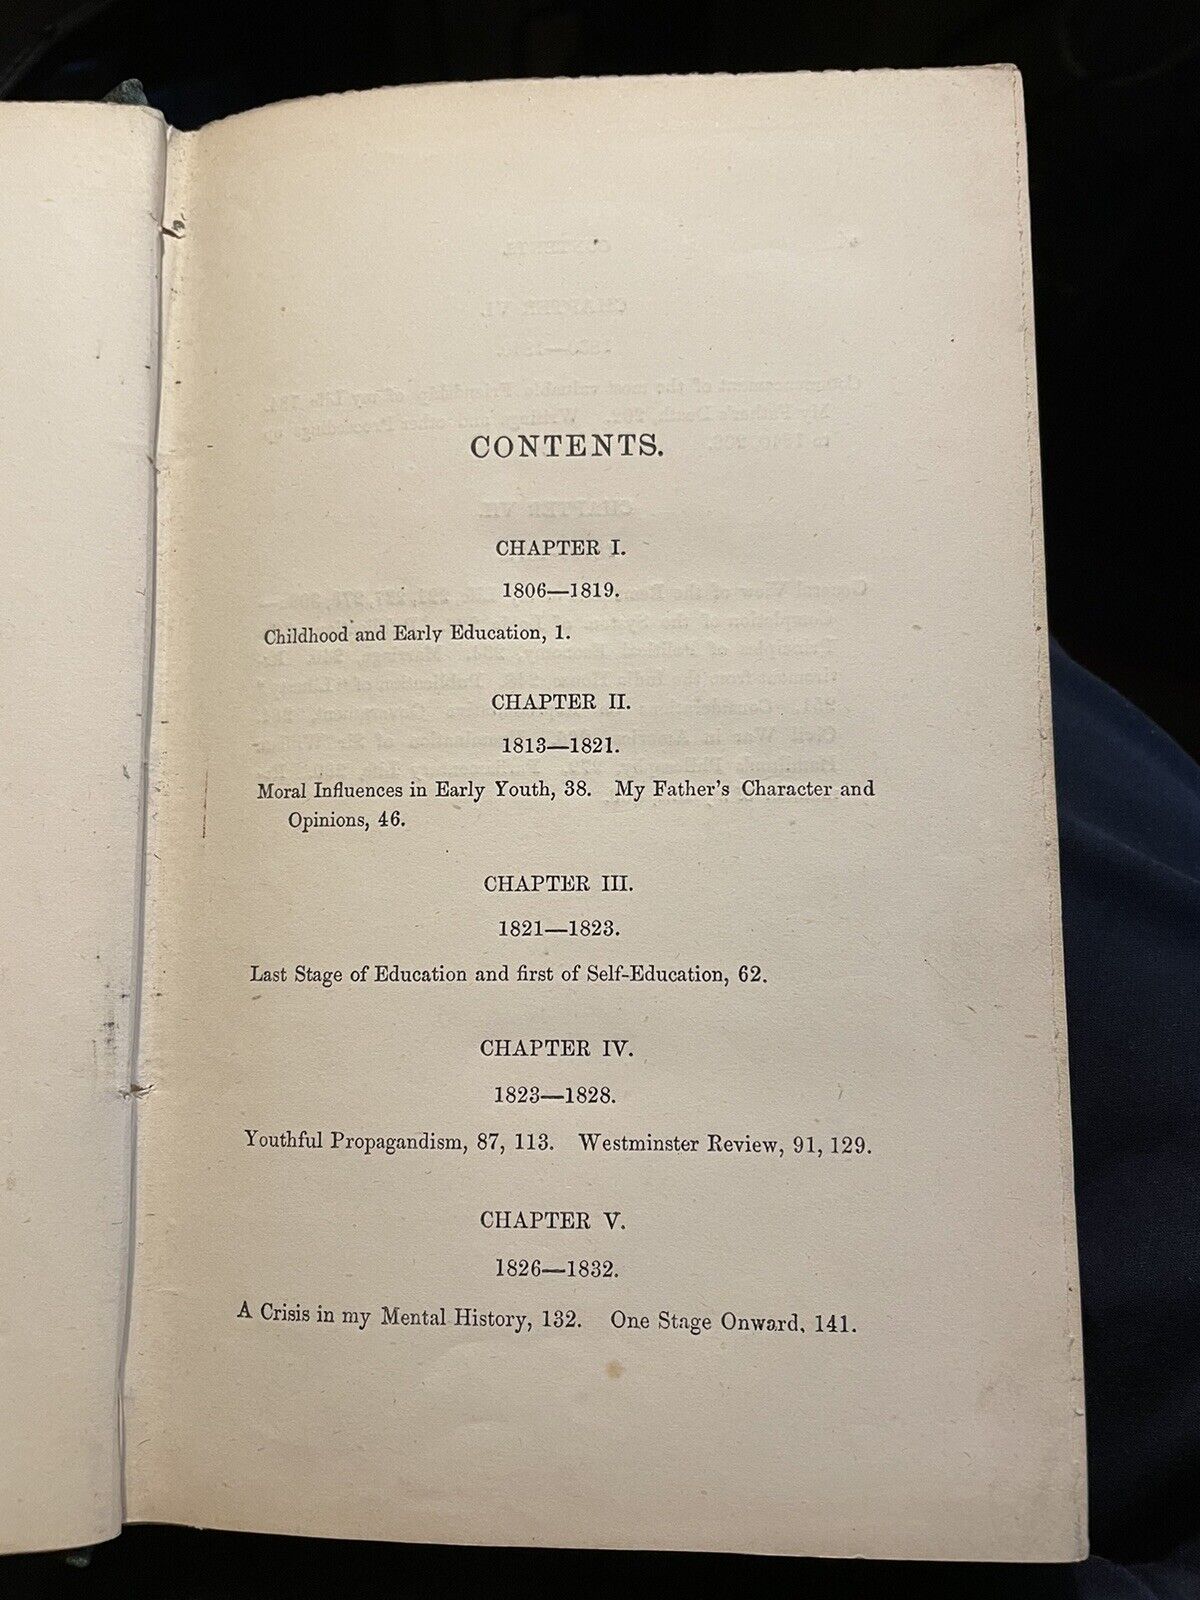 CONTENTS.
CHAPTER I.
1806—1819.
Childhood and Early Education, 1.
CHAPTER II.
1813—1821.
Moral Influences in Early Youth, 38. My Father's Character and
Opinions, 46.
CHAPTER III.
1821—1823.
Last Stage of Education and first of Self-Education, 62.
CHAPTER IV.
1823—1828.
Youthful Propagandism, 87, 113. Westminster Review, 91, 129.
CHAPTER V.
1826—1832.
A Crisis in my Mental History, 132. One Stage Onward, 141.